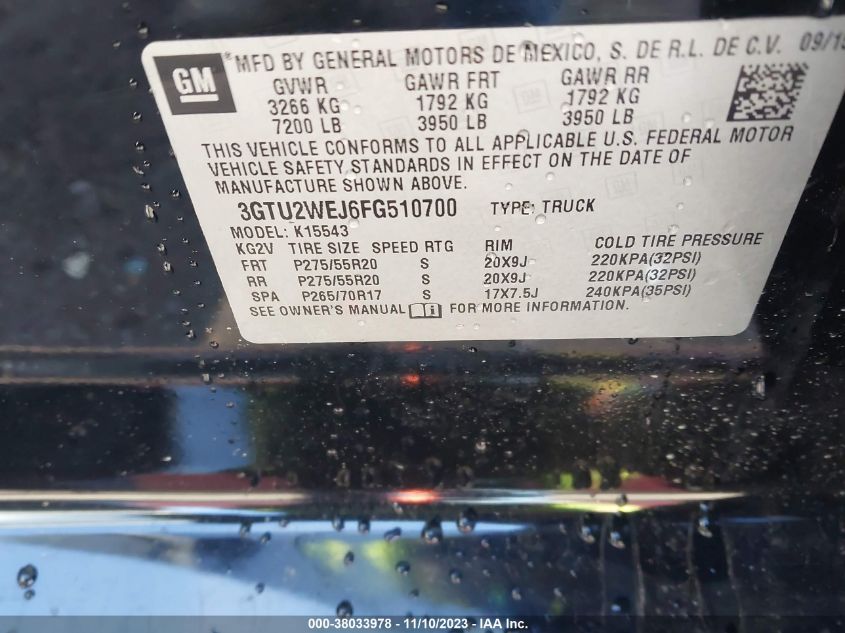 GM
*MFD BY GENERAL MOTORS DE MEXICO, S. DE R.L. DE C.V. 09/15
GVWR GAWR FRT GAWR RR
3266 KG 1792 KG 1792 KG
7200 LB 3950 LB 3950 LB
THIS VEHICLE CONFORMS TO ALL APPLICABLE U.S. FEDERAL MOTOR
VEHICLE SAFETY STANDARDS IN EFFECT ON THE DATE OF
MANUFACTURE SHOWN ABOVE.
3GTU2WEJ6FG510700 TYPE: TRUCK
MODEL: K15543
KG2V TIRE SIZE SPEED RTG RIM COLD TIRE PRESSURE
FRT P275/55R20 S 20X9J 220KPA(32PSI)
RR P275/55R20 S 20X9J 220KPA(32PSI)
SPA P265/70R17 S 17X7.5J 240KPA(35PSI)
SEE OWNER'S MANUAL FOR MORE INFORMATION.
000-38033978 - 11/10/2023 - IAA Inc.